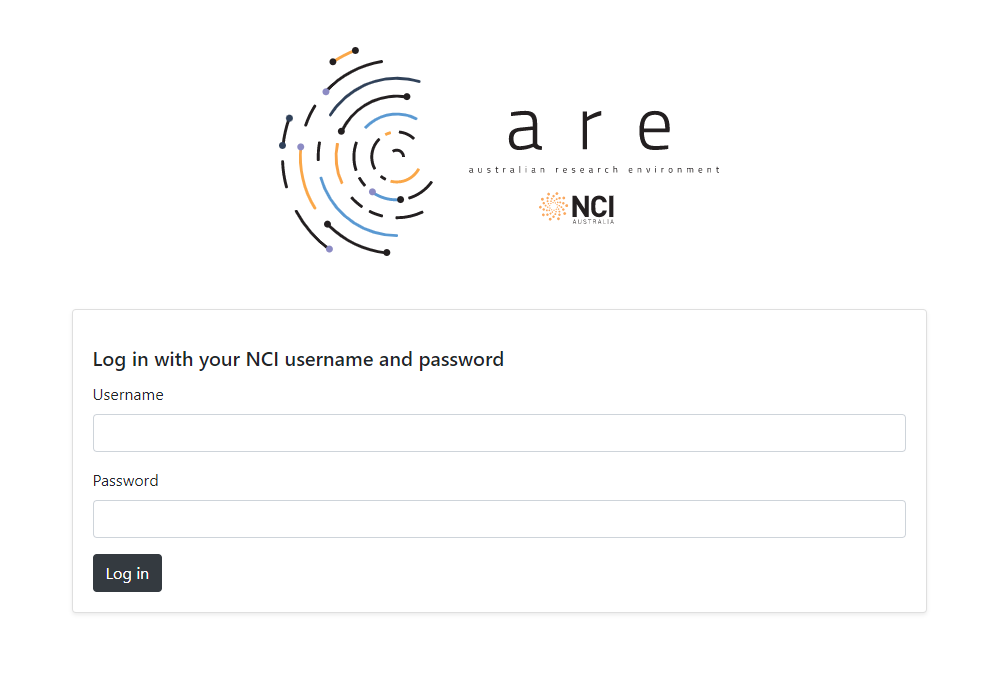 are
australian research environment
NCI
AUSTRALIA
Log in with your NCI username and password
Username
Password
Log in